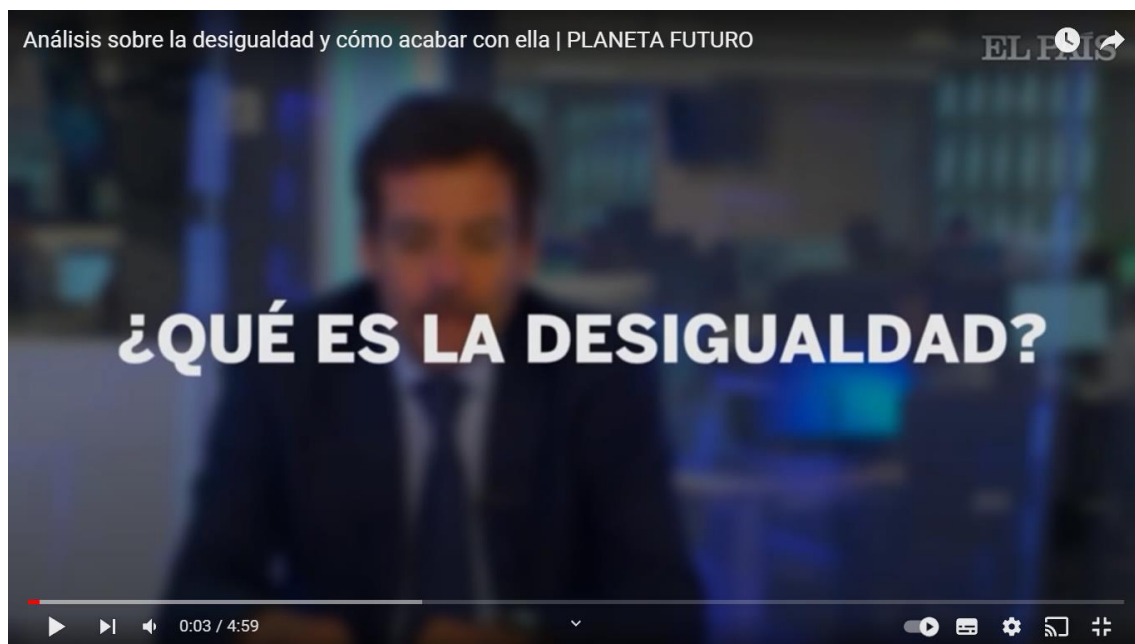 Análisis sobre la desigualdad y cómo acabar con ella | PLANETA FUTURO
EL PAÍS
¿QUÉ ES LA DESIGUALDAD?
0:03 / 4:59